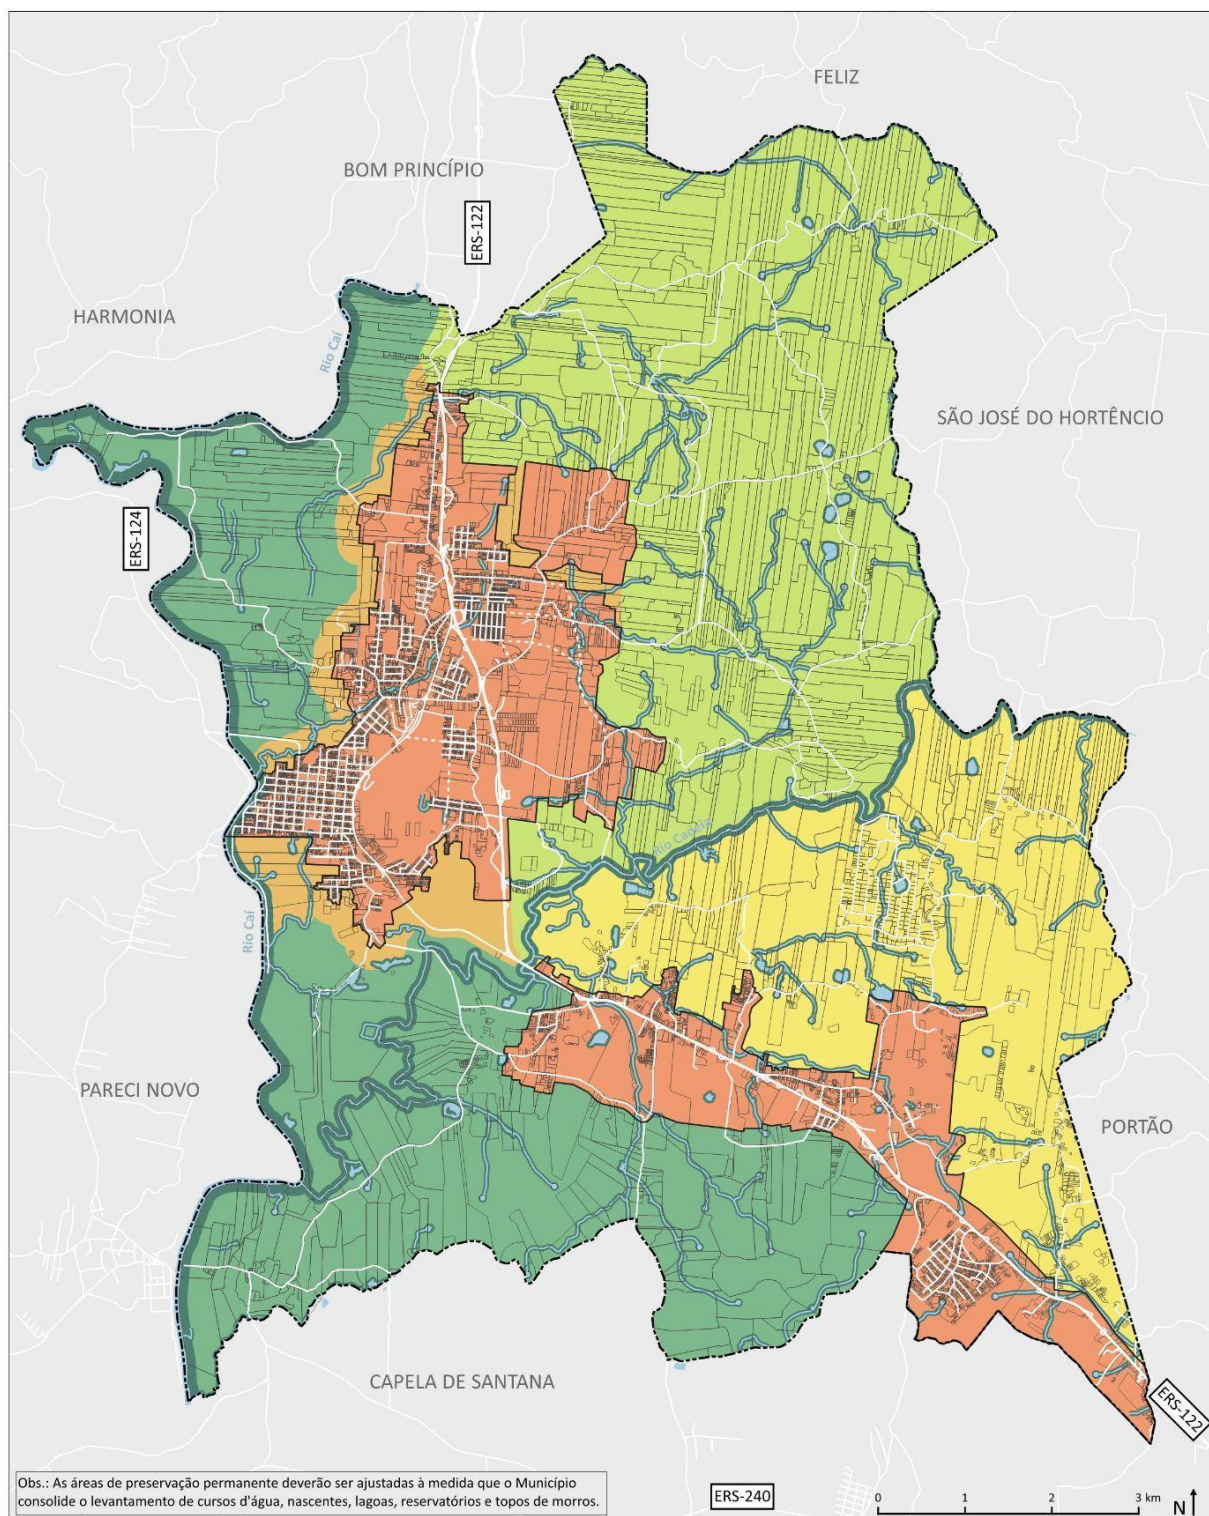 FELIZ
BOM PRINCÍPIO
ERS-122
HARMONIA
Rio Caí
SÃO JOSÉ DO HORTÊNCIO
ERS-124
Rio Cadeia
Rio Caí
PARECI NOVO
PORTÃO
CAPELA DE SANTANA
ERS-122
Obs.: As áreas de preservação permanente deverão ser ajustadas à medida que o Município
consolide o levantamento de cursos d'água, nascentes, lagoas, reservatórios e topos de morros.
ERS-240
0 1 2 3 km
N